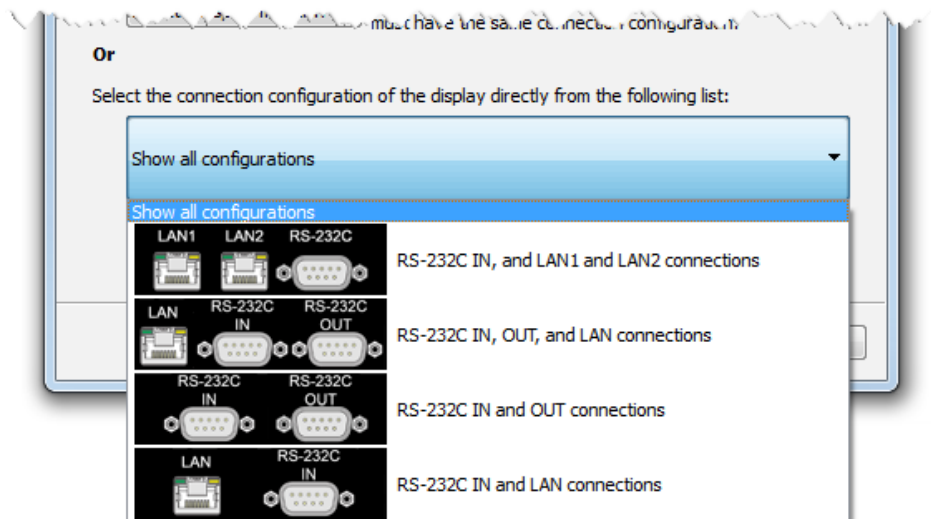 must have the same connection configuration.
Or
Select the connection configuration of the display directly from the following list:
Show all configurations
Show all configurations
LAN1 LAN2 RS-232C
RS-232C IN, and LAN1 and LAN2 connections
LAN RS-232C IN RS-232C OUT
RS-232C IN, OUT, and LAN connections
RS-232C IN RS-232C OUT
RS-232C IN and OUT connections
LAN RS-232C IN
RS-232C IN and LAN connections